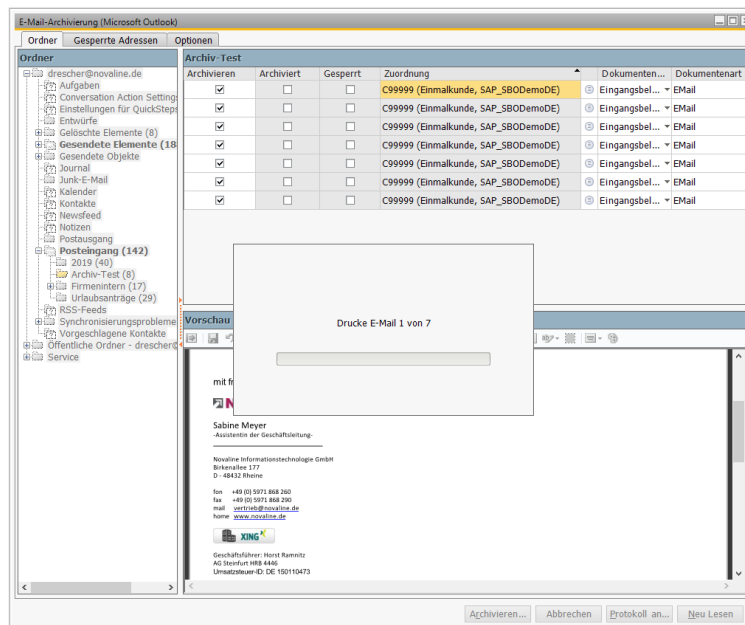 E-Mail-Archivierung (Microsoft Outlook)
Ordner Gesperrte Adressen Optionen
Ordner
drescher@novaline.de
Aufgaben
Conversation Action Settings
Einstellungen für QuickSteps
Entwürfe
Gelöschte Elemente (8)
Gesendete Elemente (18
Gesendete Objekte
Journal
Junk-E-Mail
Kalender
Kontakte
Newsfeed
Notizen
Postausgang
Posteingang (142)
2019 (40)
Archiv-Test (8)
Firmenintern (17)
Urlaubsanträge (29)
RSS-Feeds
Synchronisierungsprobleme
Vorgeschlagene Kontakte
Öffentliche Ordner - drescher@
Service
Archiv-Test
Archivieren Archiviert Gesperrt Zuordnung Dokumenten... Dokumentenart
C99999 (Einmalkunde, SAP_SBODemoDE) Eingangsbel... EMail
C99999 (Einmalkunde, SAP_SBODemoDE) Eingangsbel... EMail
C99999 (Einmalkunde, SAP_SBODemoDE) Eingangsbel... EMail
C99999 (Einmalkunde, SAP_SBODemoDE) Eingangsbel... EMail
C99999 (Einmalkunde, SAP_SBODemoDE) Eingangsbel... EMail
C99999 (Einmalkunde, SAP_SBODemoDE) Eingangsbel... EMail
C99999 (Einmalkunde, SAP_SBODemoDE) Eingangsbel... EMail
Drucke E-Mail 1 von 7
Vorschau
mit fr
N
Sabine Meyer
-Assistentin der Geschäftsleitung-
Novaline Informationstechnologie GmbH
Birkenallee 177
D - 48432 Rheine
fon +49 (0) 5971 868 260
fax +49 (0) 5971 868 290
mail vertrieb@novaline.de
home www.novaline.de
XING
Geschäftsführer: Horst Ramnitz
AG Steinfurt HRB 4446
Umsatzsteuer-ID: DE 150110473
Archivieren... Abbrechen Protokoll an... Neu Lesen